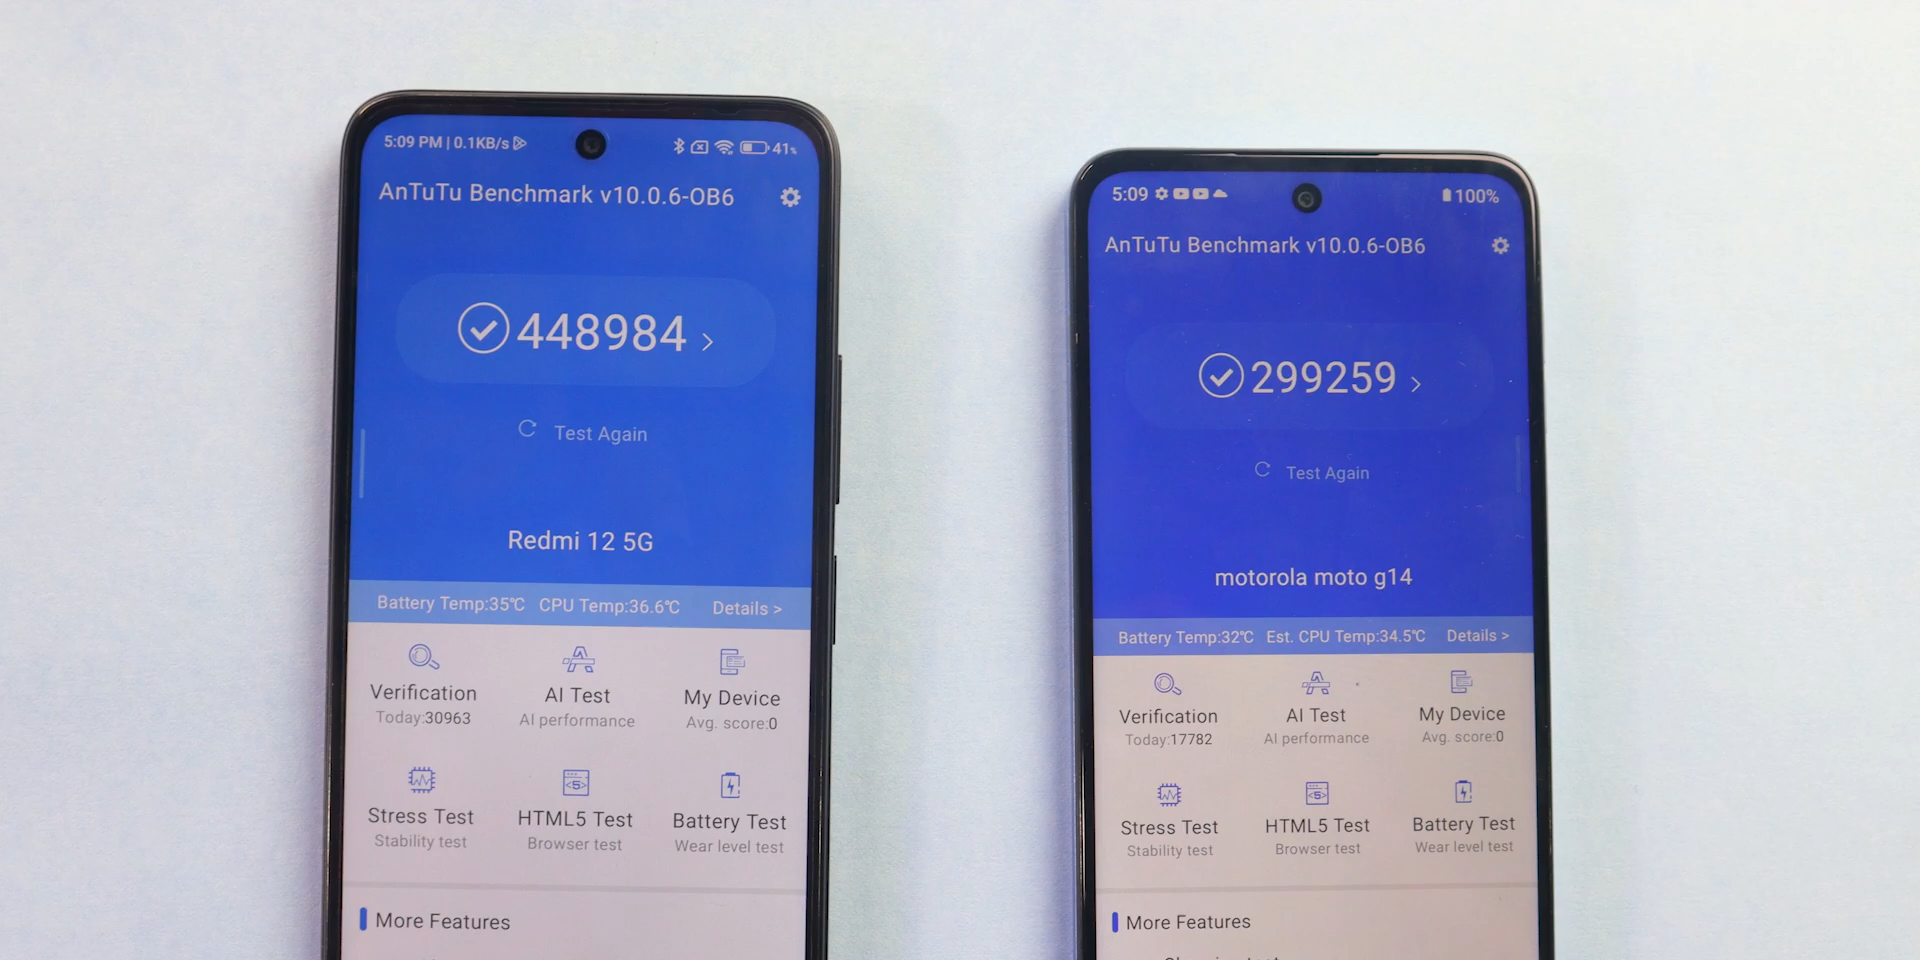 5:09 PM | 0.1KB/s
41%
AnTuTu Benchmark v10.0.6-OB6
448984 >
Test Again
Redmi 12 5G
Battery Temp:35℃ CPU Temp:36.6℃ Details >
Verification AI Test My Device
Today:30963 AI performance Avg. score:0
Stress Test HTML5 Test Battery Test
Stability test Browser test Wear level test
More Features
5:09
100%
AnTuTu Benchmark v10.0.6-OB6
299259 >
Test Again
motorola moto g14
Battery Temp:32℃ Est. CPU Temp:34.5℃ Details >
Verification AI Test My Device
Today:17782 AI performance Avg. score:0
Stress Test HTML5 Test Battery Test
Stability test Browser test Wear level test
More Features